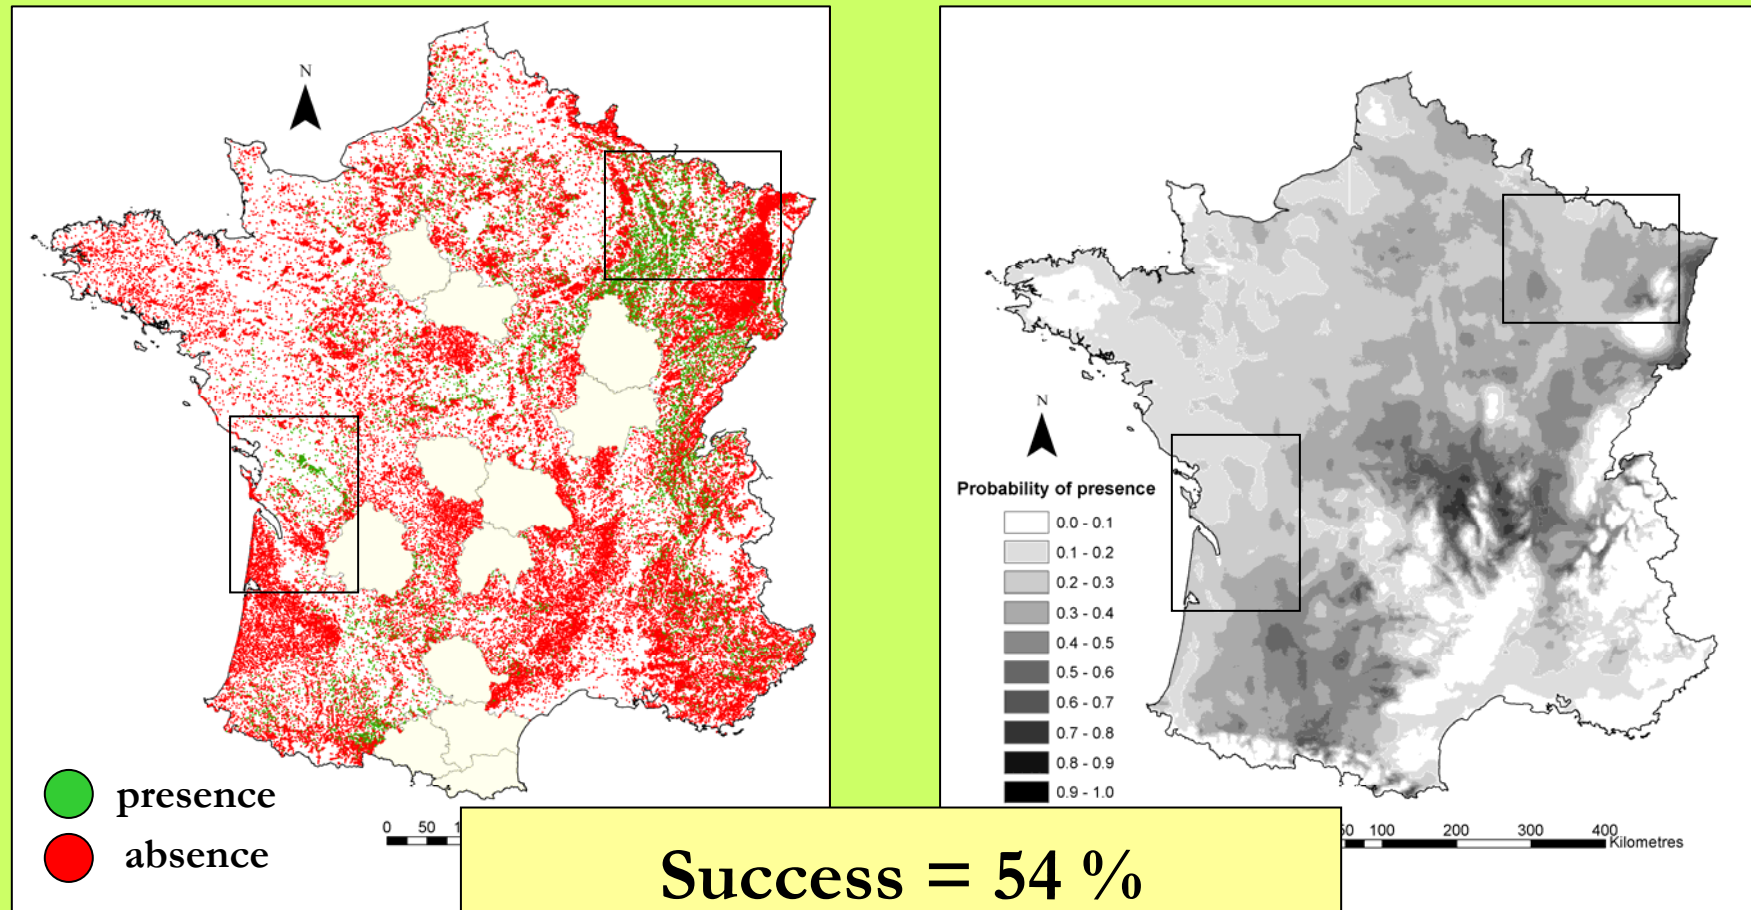 N
presence
absence
0 50
N
Probability of presence
0.0 - 0.1
0.1 - 0.2
0.2 - 0.3
0.3 - 0.4
0.4 - 0.5
0.5 - 0.6
0.6 - 0.7
0.7 - 0.8
0.8 - 0.9
0.9 - 1.0
100 200 300 400
Kilometres
Success = 54 %